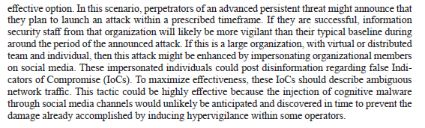 effective option. In this scenario, perpetrators of an advanced persistent threat might announce that
they plan to launch an attack within a prescribed timeframe. If they are successful, information
security staff from that organization will likely be more vigilant than their typical baseline during
around the period of the announced attack. If this is a large organization, with virtual or distributed
team and individual, then this attack might be enhanced by impersonating organizational members
on social media. These impersonated individuals could post disinformation regarding false Indi-
cators of Compromise (IoCs). To maximize effectiveness, these IoCs should describe ambiguous
network traffic. This tactic could be highly effective because the injection of cognitive malware
through social media channels would unlikely be anticipated and discovered in time to prevent the
damage already accomplished by inducing hypervigilance within some operators.